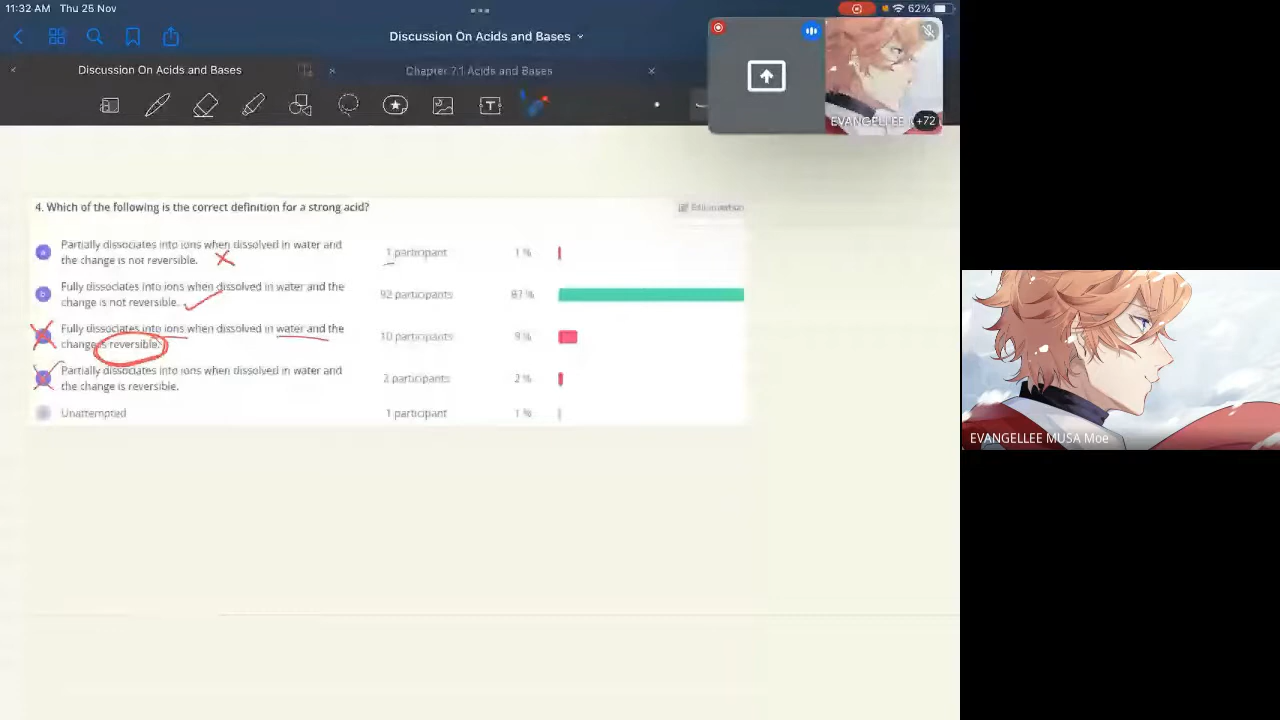 11:32 AM Thu 25 Nov
62%
Discussion On Acids and Bases
Discussion On Acids and Bases
Chapter 7.1 Acids and Bases
EVANGELLEE
+72
4. Which of the following is the correct definition for a strong acid?
Partially dissociates into ions when dissolved in water and
the change is not reversible.
1 participant
1 %
Fully dissociates into ions when dissolved in water and the
change is not reversible.
92 participants
87 %
Fully dissociates into ions when dissolved in water and the
change is reversible.
10 participants
9 %
Partially dissociates into ions when dissolved in water and
the change is reversible.
2 participants
2 %
Unattempted
1 participant
1 %
EVANGELLEE MUSA Moe